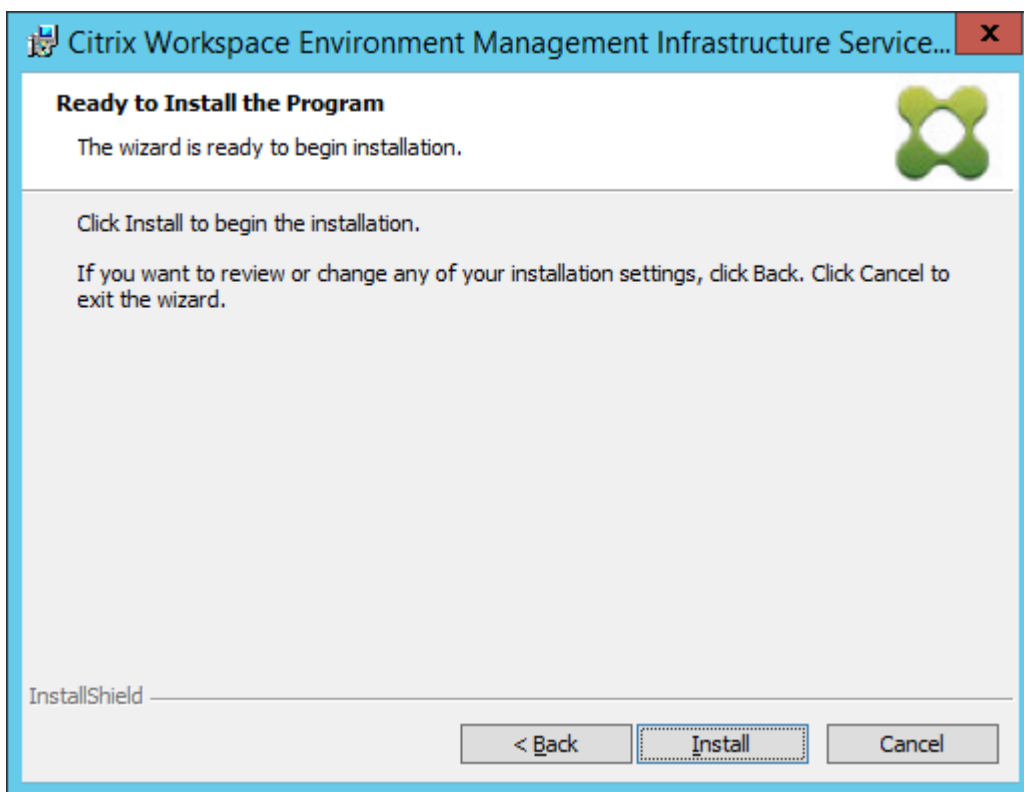 Citrix Workspace Environment Management Infrastructure Service...
x
Ready to Install the Program
The wizard is ready to begin installation.
Click Install to begin the installation.
If you want to review or change any of your installation settings, click Back. Click Cancel to
exit the wizard.
InstallShield
< Back
Install
Cancel